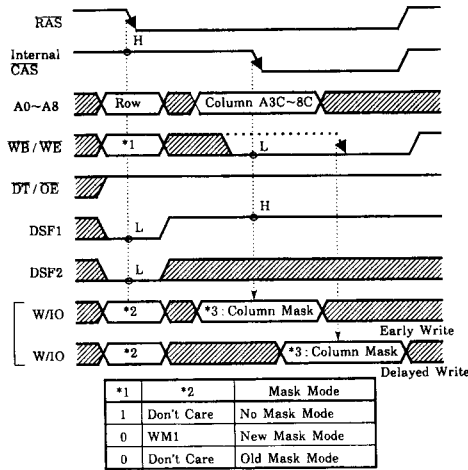 RAS
H
Internal
CAS
A0~A8
Row
Column A3C~8C
WB / WE
*1
L
DT / OE
H
DSF1
L
DSF2
L
W/IO
*2
*3 : Column Mask
Early Write
W/IO
*2
*3 : Column Mask
Delayed Write
*1 *2 Mask Mode
1 Don't Care No Mask Mode
0 WM1 New Mask Mode
0 Don't Care Old Mask Mode